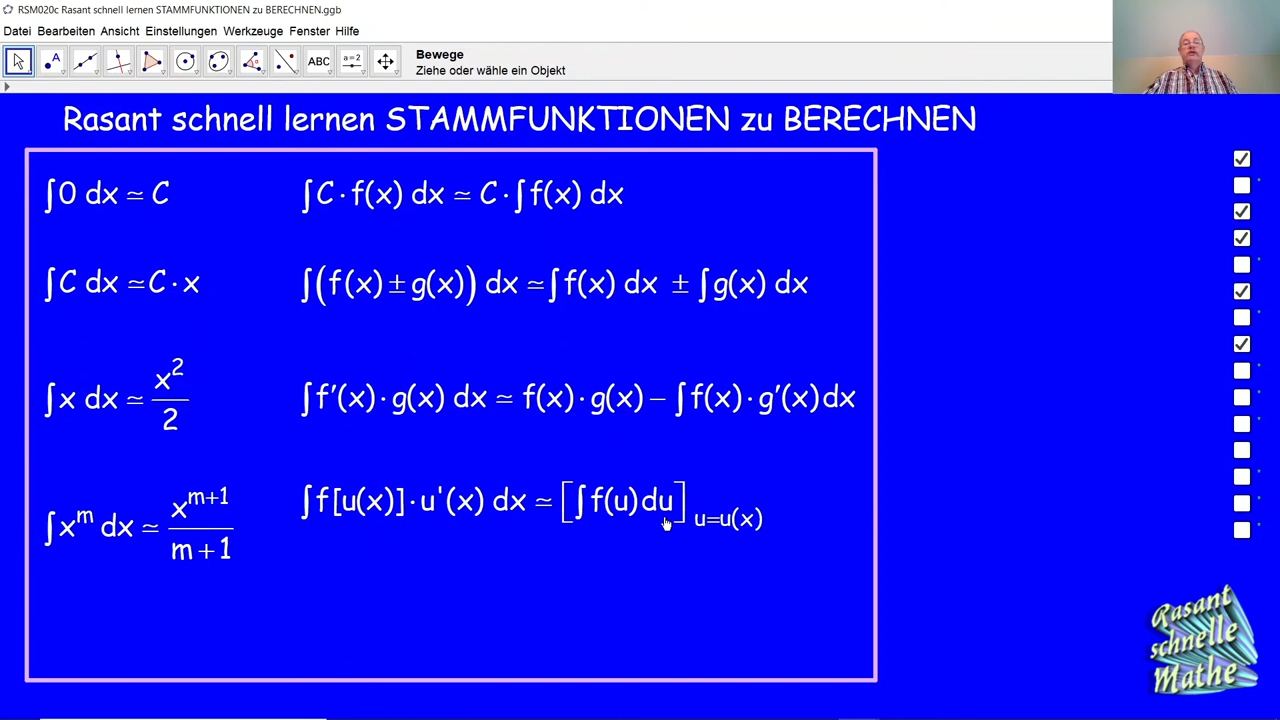 RSM020c Rasant schnell lernen STAMMFUNKTIONEN zu BERECHNEN.ggb
Datei Bearbeiten Ansicht Einstellungen Werkzeuge Fenster Hilfe
A ABC a=2
Bewege
Ziehe oder wähle ein Objekt
Rasant schnell lernen STAMMFUNKTIONEN zu BERECHNEN
∫0 dx ≃ C
∫C·f(x) dx ≃ C·∫f(x) dx
∫C dx ≃ C·x
∫(f(x)±g(x)) dx ≃ ∫f(x) dx ± ∫g(x) dx
∫x dx ≃ x²/2
∫f'(x)·g(x) dx ≃ f(x)·g(x) − ∫f(x)·g'(x)dx
∫x^m dx ≃ x^(m+1)/(m+1)
∫f[u(x)]·u'(x) dx ≃ [∫f(u)du] u=u(x)
Rasant
schnelle
Mathe